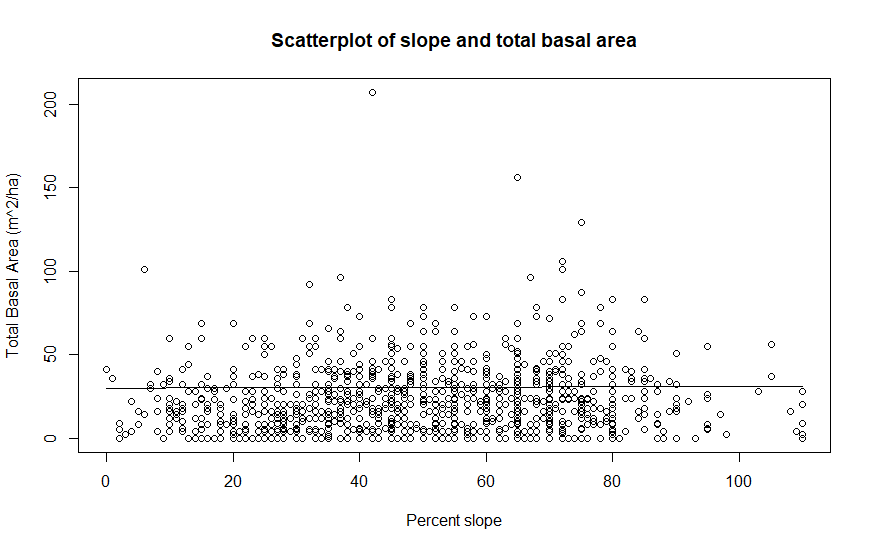 Scatterplot of slope and total basal area
Total Basal Area (m^2/ha)
200
150
100
50
0
0 20 40 60 80 100
Percent slope